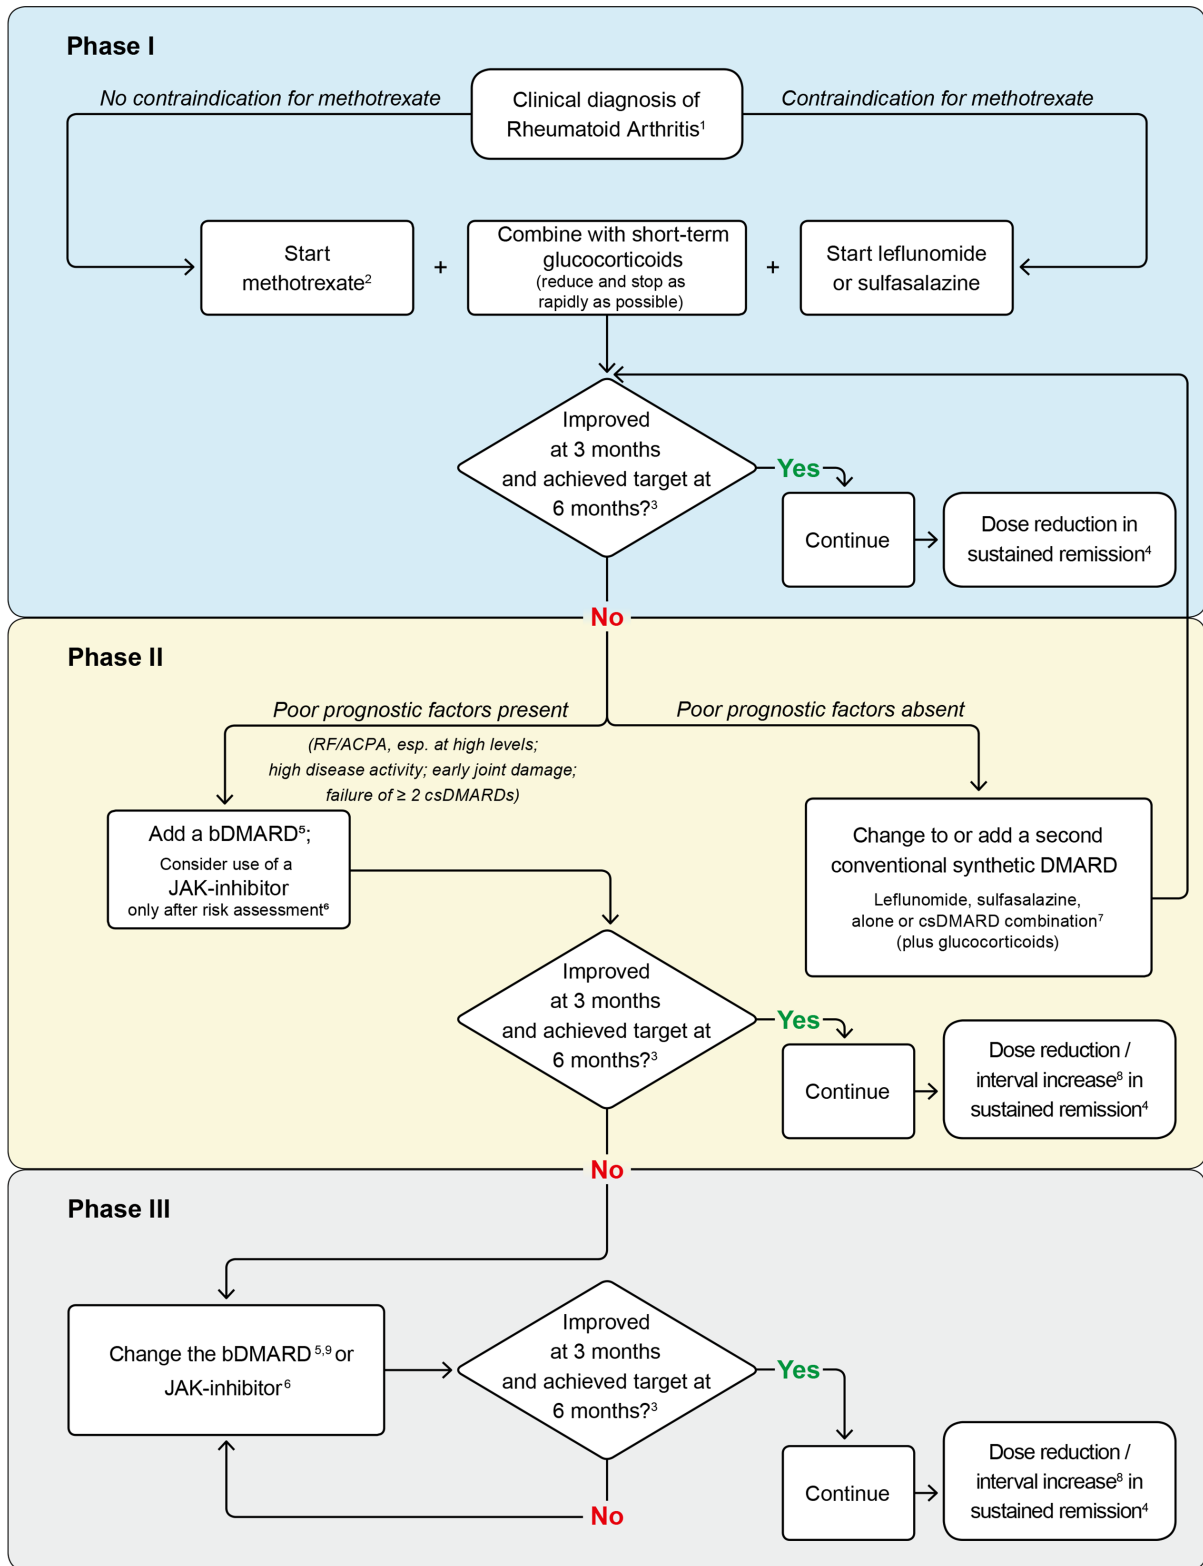 Phase I
No contraindication for methotrexate
Clinical diagnosis of
Rheumatoid Arthritis¹
Contraindication for methotrexate
Start
methotrexate²
+
Combine with short-term
glucocorticoids
(reduce and stop as
rapidly as possible)
+
Start leflunomide
or sulfasalazine
Improved
at 3 months
and achieved target at
6 months?³
Yes
Continue
Dose reduction in
sustained remission⁴
No
Phase II
Poor prognostic factors present
(RF/ACPA, esp. at high levels;
high disease activity; early joint damage;
failure of ≥ 2 csDMARDs)
Poor prognostic factors absent
Add a bDMARD⁵;
Consider use of a
JAK-inhibitor
only after risk assessment⁶
Change to or add a second
conventional synthetic DMARD
Leflunomide, sulfasalazine,
alone or csDMARD combination⁷
(plus glucocorticoids)
Improved
at 3 months
and achieved target at
6 months?³
Yes
Continue
Dose reduction /
interval increase⁸ in
sustained remission⁴
No
Phase III
Change the bDMARD ⁵,⁹ or
JAK-inhibitor⁶
Improved
at 3 months
and achieved target at
6 months?³
Yes
Continue
Dose reduction /
interval increase⁸ in
sustained remission⁴
No